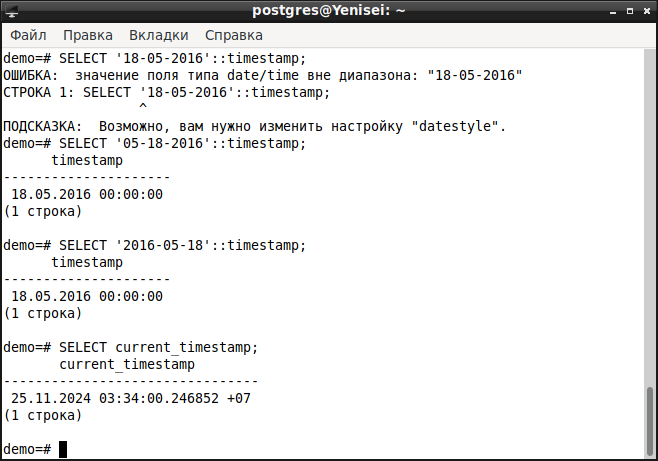 postgres@Yenisei: ~
Файл Правка Вкладки Справка
demo=# SELECT '18-05-2016'::timestamp;
ОШИБКА:  значение поля типа date/time вне диапазона: "18-05-2016"
СТРОКА 1: SELECT '18-05-2016'::timestamp;
                 ^
ПОДСКАЗКА:  Возможно, вам нужно изменить настройку "datestyle".
demo=# SELECT '05-18-2016'::timestamp;
      timestamp
---------------------
 18.05.2016 00:00:00
(1 строка)

demo=# SELECT '2016-05-18'::timestamp;
      timestamp
---------------------
 18.05.2016 00:00:00
(1 строка)

demo=# SELECT current_timestamp;
       current_timestamp
--------------------------------
 25.11.2024 03:34:00.246852 +07
(1 строка)

demo=#